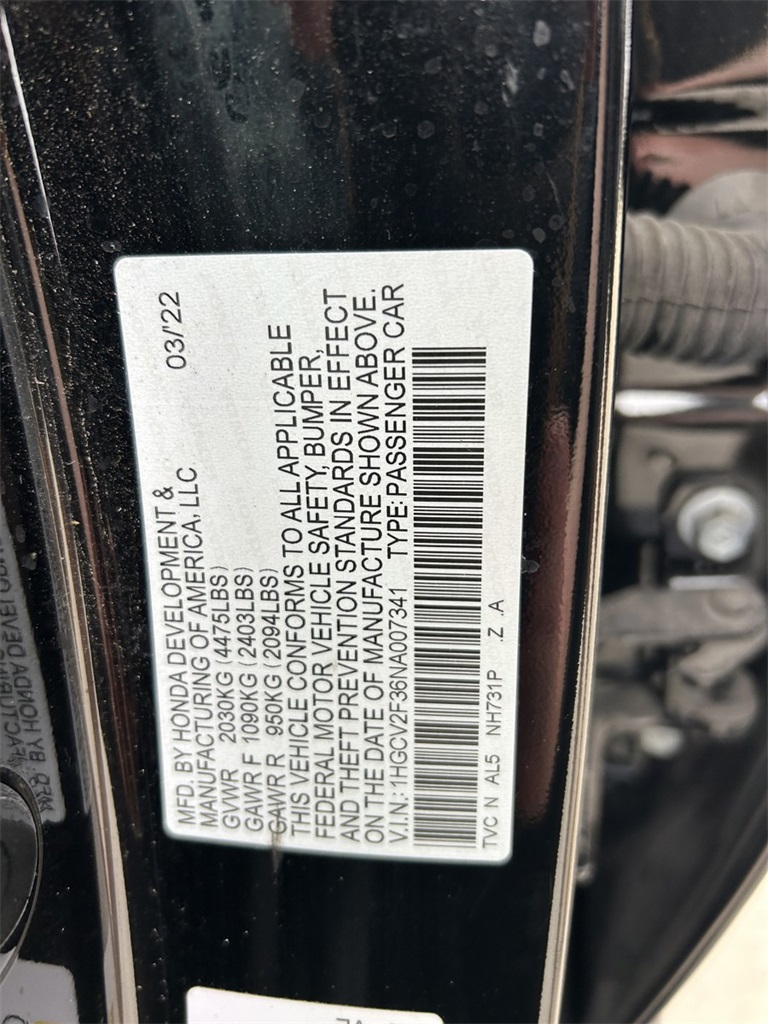 MFD. BY HONDA DEVELOPMENT &
MANUFACTURING OF AMERICA, LLC 03/'22
GVWR 2030KG (4475LBS)
GAWR F 1090KG (2403LBS)
GAWR R 950KG (2094LBS)
THIS VEHICLE CONFORMS TO ALL APPLICABLE
FEDERAL MOTOR VEHICLE SAFETY, BUMPER,
AND THEFT PREVENTION STANDARDS IN EFFECT
ON THE DATE OF MANUFACTURE SHOWN ABOVE.
V.I.N.: 1HGCV2F36NA007341 TYPE: PASSENGER CAR
TVC N AL5 NH731P .Z .A